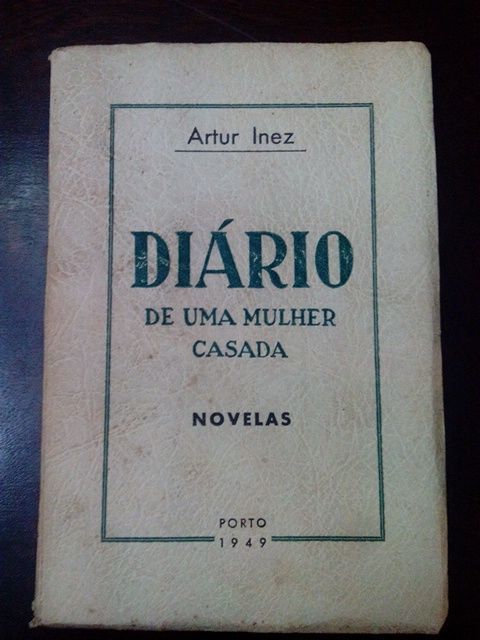 Artur Inez
DIÁRIO
DE UMA MULHER
CASADA
NOVELAS
PORTO
1949